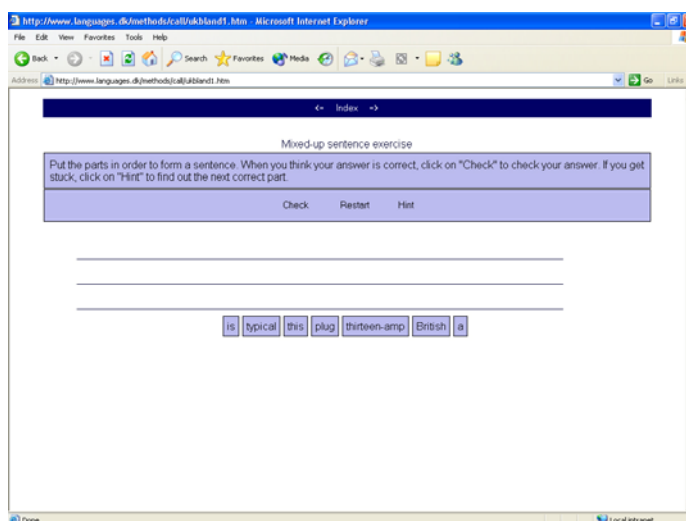 http://www.languages.dk/methods/call/ukbland1.htm - Microsoft Internet Explorer
File Edit View Favorites Tools Help
Back Search Favorites Media
Address http://www.languages.dk/methods/call/ukbland1.htm Go Links
<- Index ->
Mixed-up sentence exercise
Put the parts in order to form a sentence. When you think your answer is correct, click on "Check" to check your answer. If you get
stuck, click on "Hint" to find out the next correct part.
Check Restart Hint
is typical this plug thirteen-amp British a
Done Local intranet